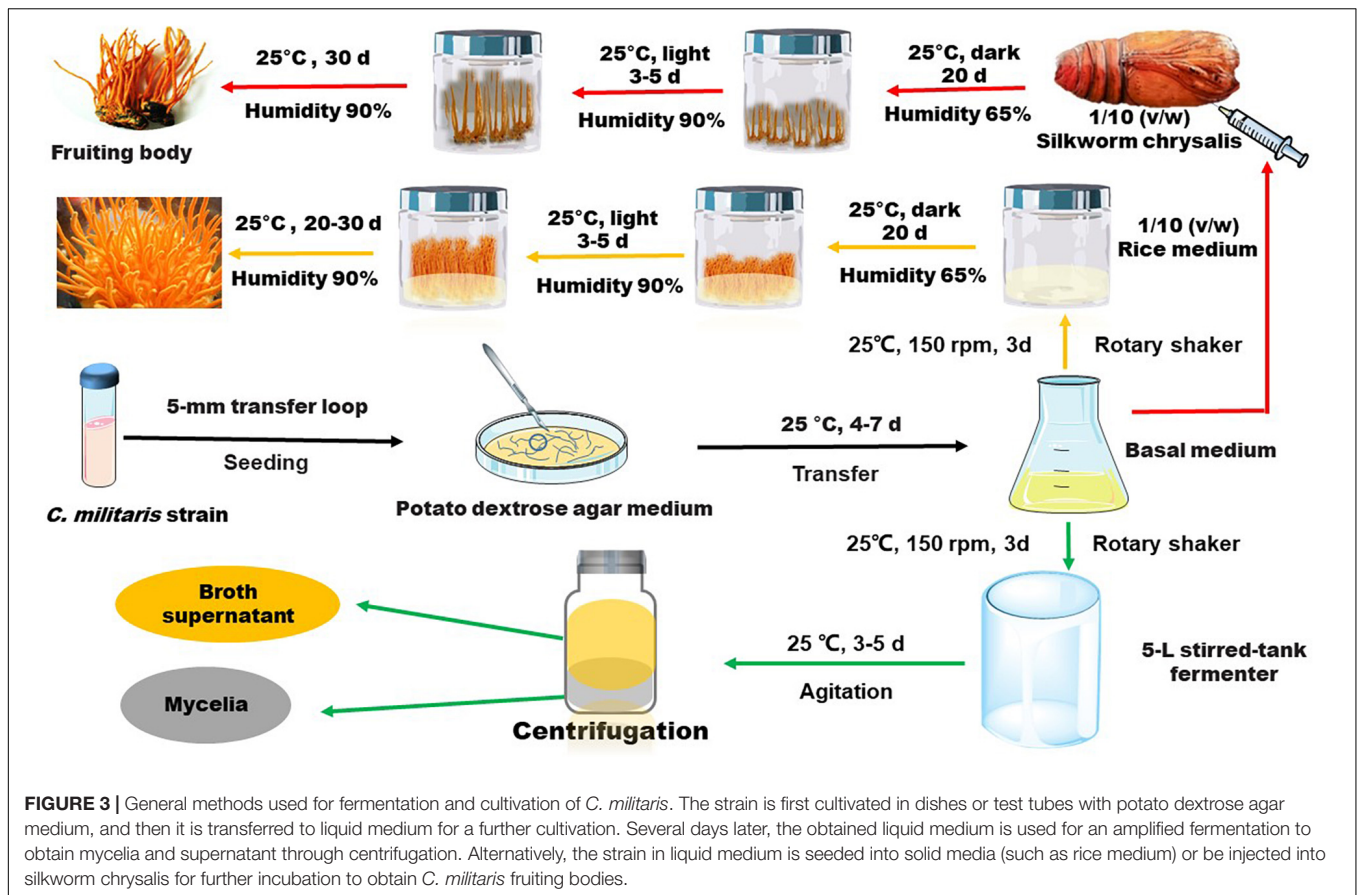 25°C , 30 d
Humidity 90%
Fruiting body
25°C, light
3-5 d
Humidity 90%
25°C, dark
20 d
Humidity 65%
1/10 (v/w)
Silkworm chrysalis
25°C , 20-30 d
Humidity 90%
25°C, light
3-5 d
Humidity 90%
25°C, dark
20 d
Humidity 65%
1/10 (v/w)
Rice medium
25℃, 150 rpm, 3d
Rotary shaker
C. militaris strain
5-mm transfer loop
Seeding
Potato dextrose agar medium
25 °C, 4-7 d
Transfer
Basal medium
25℃, 150 rpm, 3d
Rotary shaker
5-L stirred-tank
fermenter
25 ℃, 3-5 d
Agitation
Centrifugation
Broth
supernatant
Mycelia
FIGURE 3 | General methods used for fermentation and cultivation of C. militaris. The strain is first cultivated in dishes or test tubes with potato dextrose agar
medium, and then it is transferred to liquid medium for a further cultivation. Several days later, the obtained liquid medium is used for an amplified fermentation to
obtain mycelia and supernatant through centrifugation. Alternatively, the strain in liquid medium is seeded into solid media (such as rice medium) or be injected into
silkworm chrysalis for further incubation to obtain C. militaris fruiting bodies.